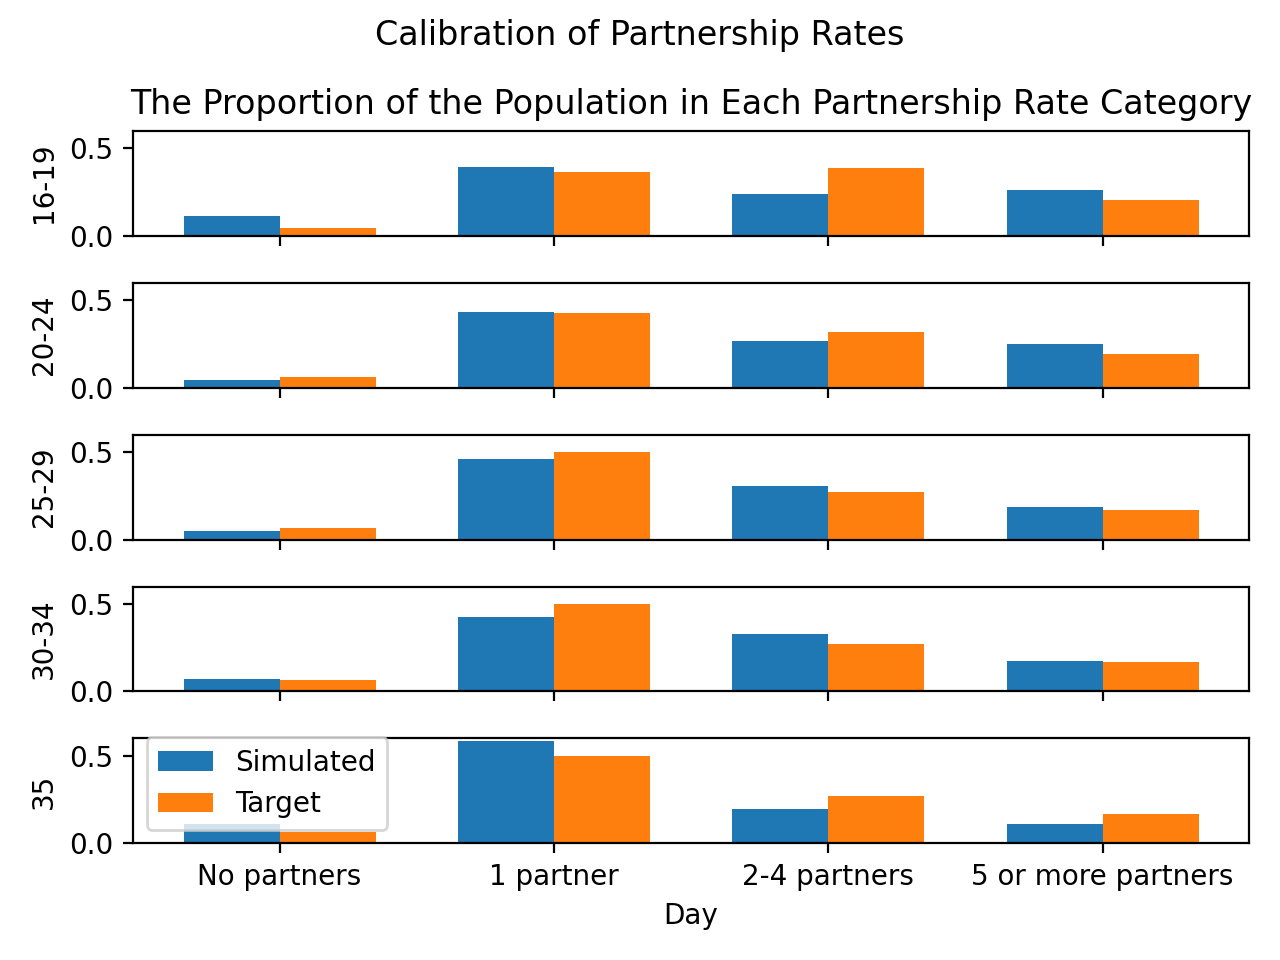 Calibration of Partnership Rates
The Proportion of the Population in Each Partnership Rate Category
16-19
0.5
0.0
20-24
0.5
0.0
25-29
0.5
0.0
30-34
0.5
0.0
35
0.5
0.0
Simulated
Target
No partners 1 partner 2-4 partners 5 or more partners
Day